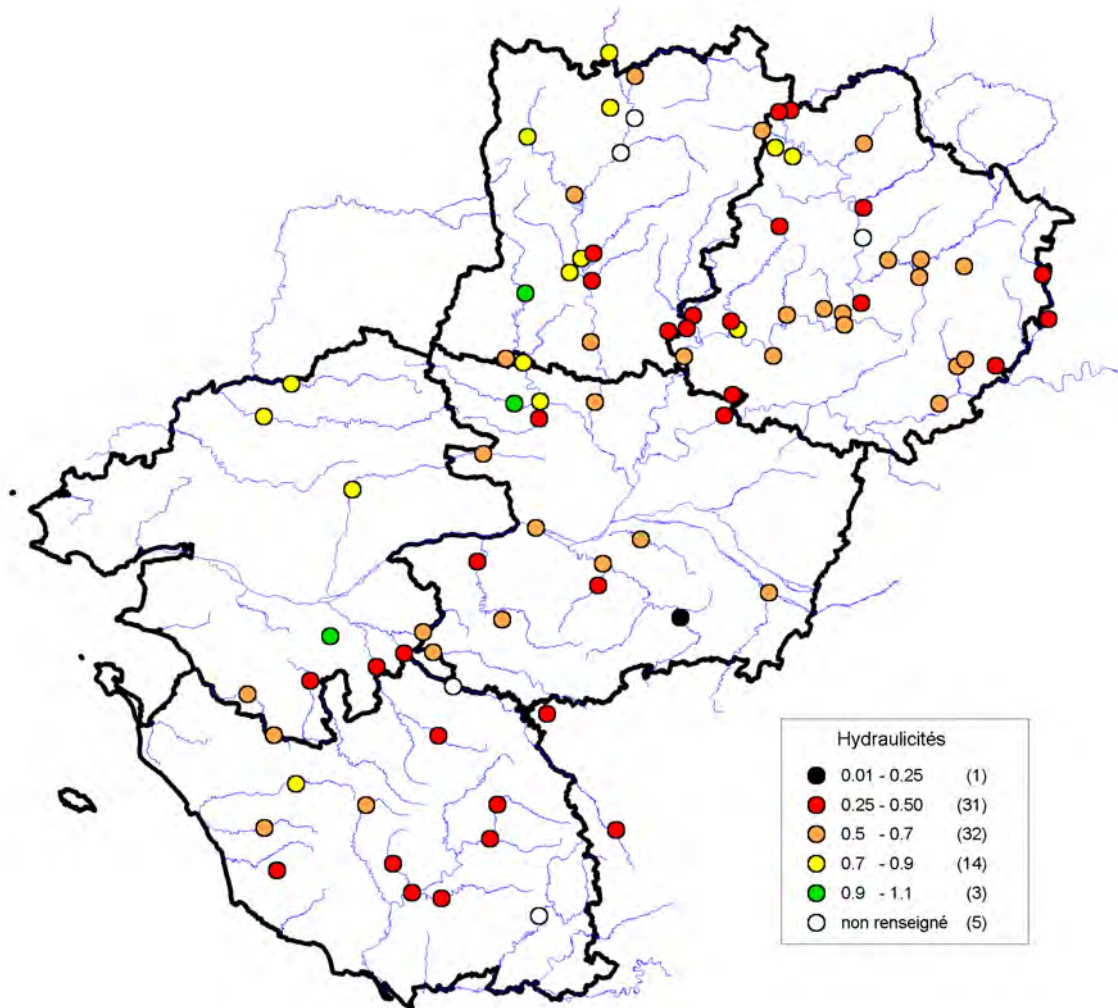 Hydraulicités
0.01 - 0.25 (1)
0.25 - 0.50 (31)
0.5 - 0.7 (32)
0.7 - 0.9 (14)
0.9 - 1.1 (3)
non renseigné (5)